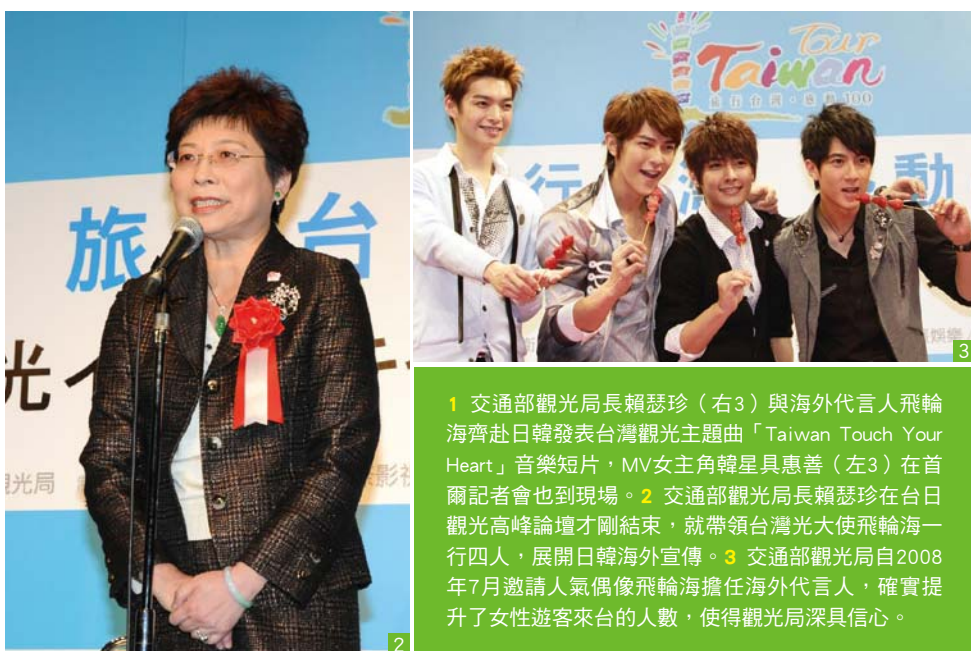 旅 台
光イ
光局
2
Tour
Taiwan
旅行台灣・感動100
行 動
娛樂
3
1 交通部觀光局長賴瑟珍（右3）與海外代言人飛輪
海齊赴日韓發表台灣觀光主題曲「Taiwan Touch Your
Heart」音樂短片，MV女主角韓星具惠善（左3）在首
爾記者會也到現場。2 交通部觀光局長賴瑟珍在台日
觀光高峰論壇才剛結束，就帶領台灣光大使飛輪海一
行四人，展開日韓海外宣傳。3 交通部觀光局自2008
年7月邀請人氣偶像飛輪海擔任海外代言人，確實提
升了女性遊客來台的人數，使得觀光局深具信心。